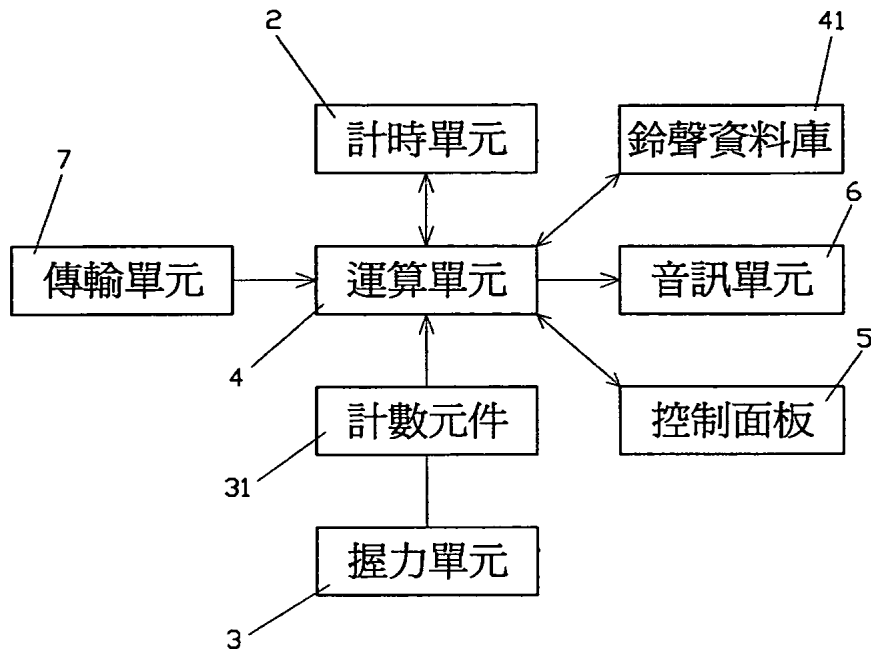 2
41
計時單元
鈴聲資料庫
7
6
傳輸單元
運算單元
音訊單元
4
5
計數元件
控制面板
31
握力單元
3